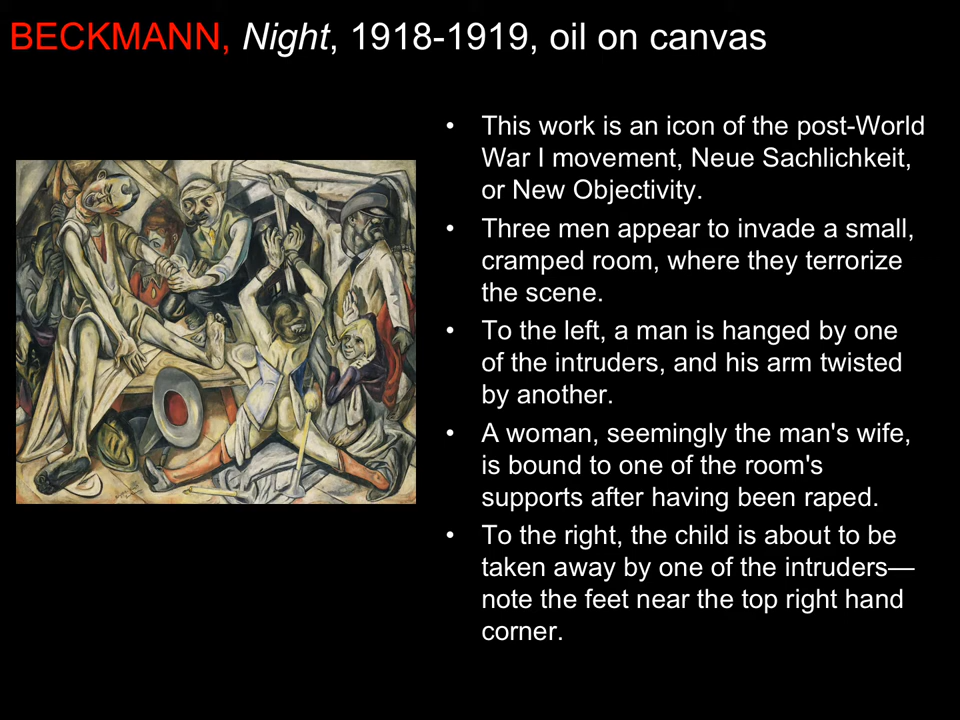 BECKMANN, Night, 1918-1919, oil on canvas
• This work is an icon of the post-World
War I movement, Neue Sachlichkeit,
or New Objectivity.
• Three men appear to invade a small,
cramped room, where they terrorize
the scene.
• To the left, a man is hanged by one
of the intruders, and his arm twisted
by another.
• A woman, seemingly the man's wife,
is bound to one of the room's
supports after having been raped.
• To the right, the child is about to be
taken away by one of the intruders—
note the feet near the top right hand
corner.